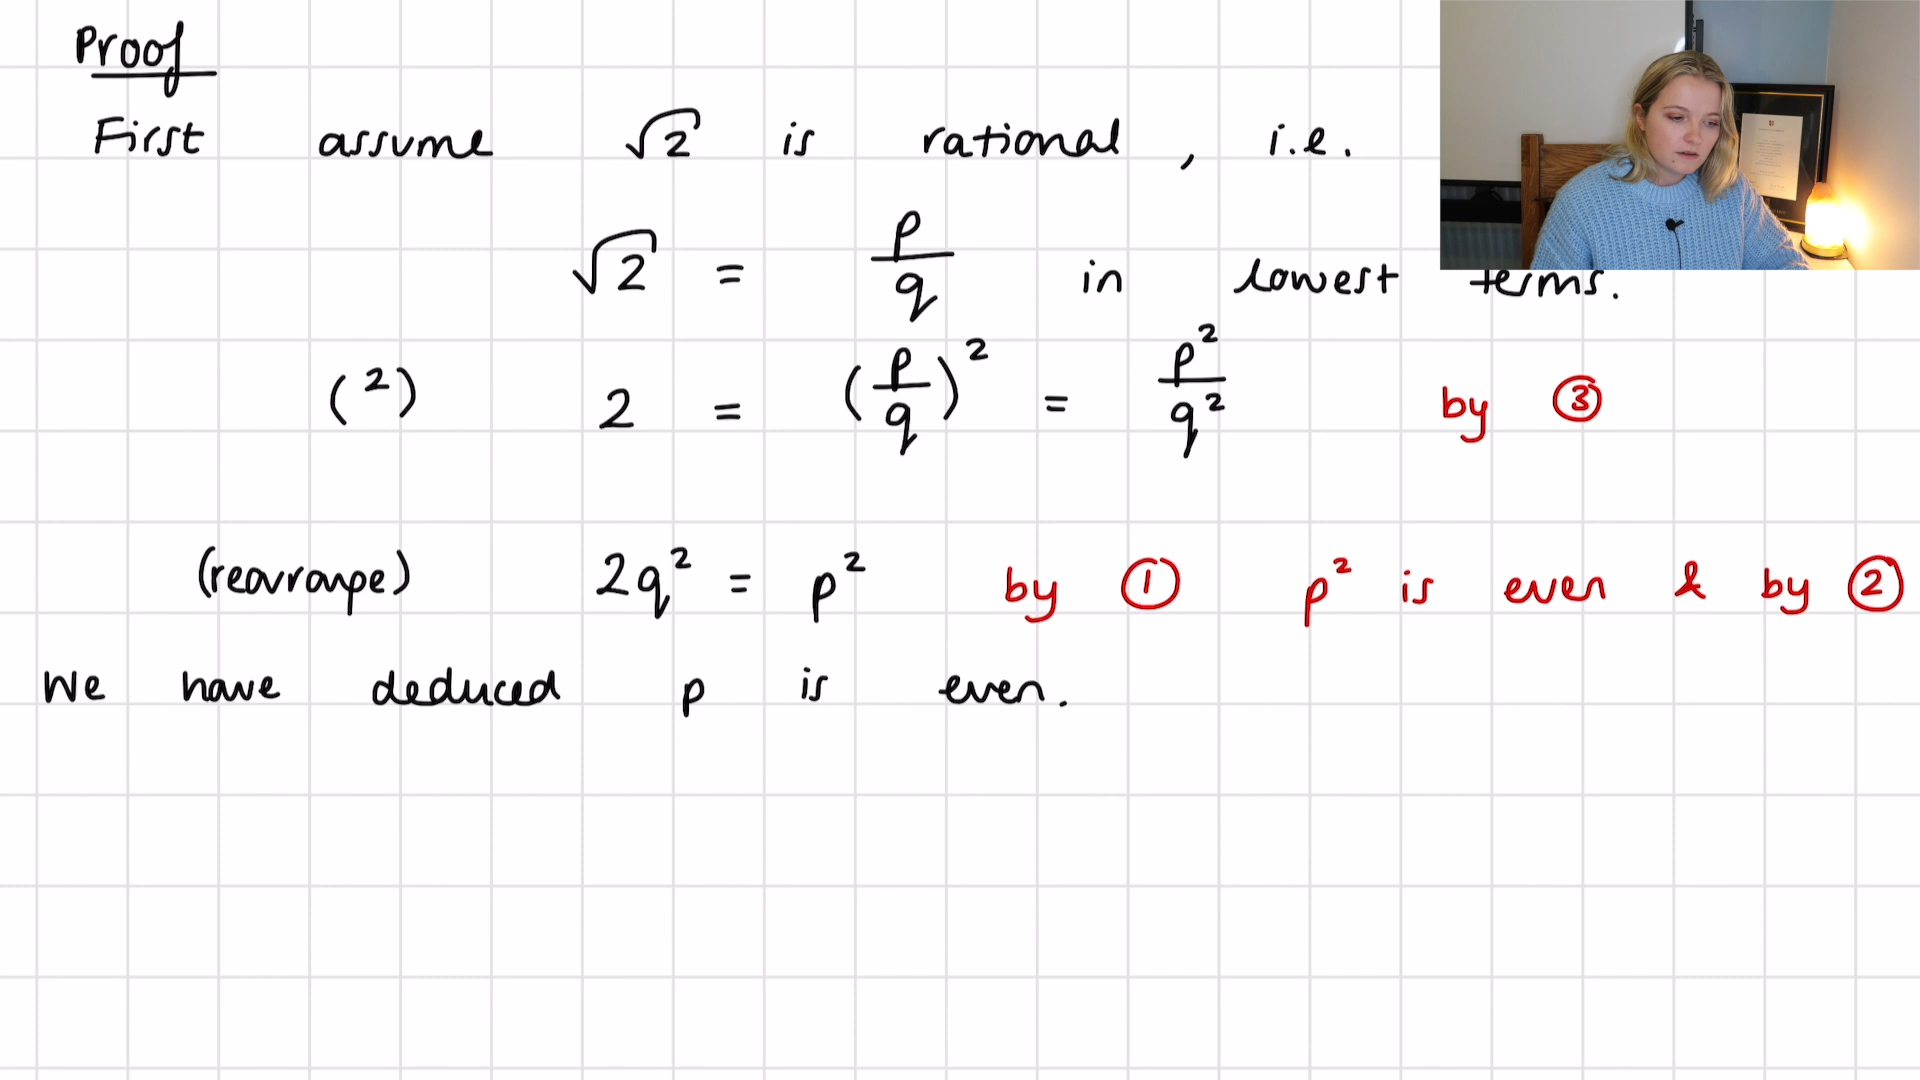 Proof
First assume √2 is rational, i.e.
√2 = p/q in lowest terms.
(²) 2 = (p/q)² = p²/q² by ③
(rearrange) 2q² = p² by ① p² is even & by ②
We have deduced p is even.